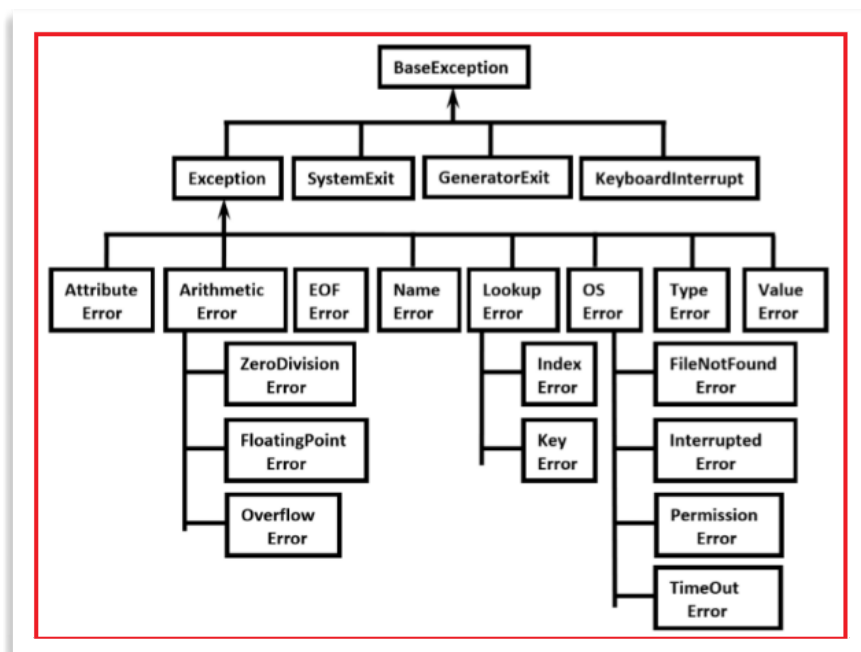 BaseException
Exception
SystemExit
GeneratorExit
KeyboardInterrupt
Attribute
Error
Arithmetic
Error
EOF
Error
Name
Error
Lookup
Error
OS
Error
Type
Error
Value
Error
ZeroDivision
Error
FloatingPoint
Error
Overflow
Error
Index
Error
Key
Error
FileNotFound
Error
Interrupted
Error
Permission
Error
TimeOut
Error